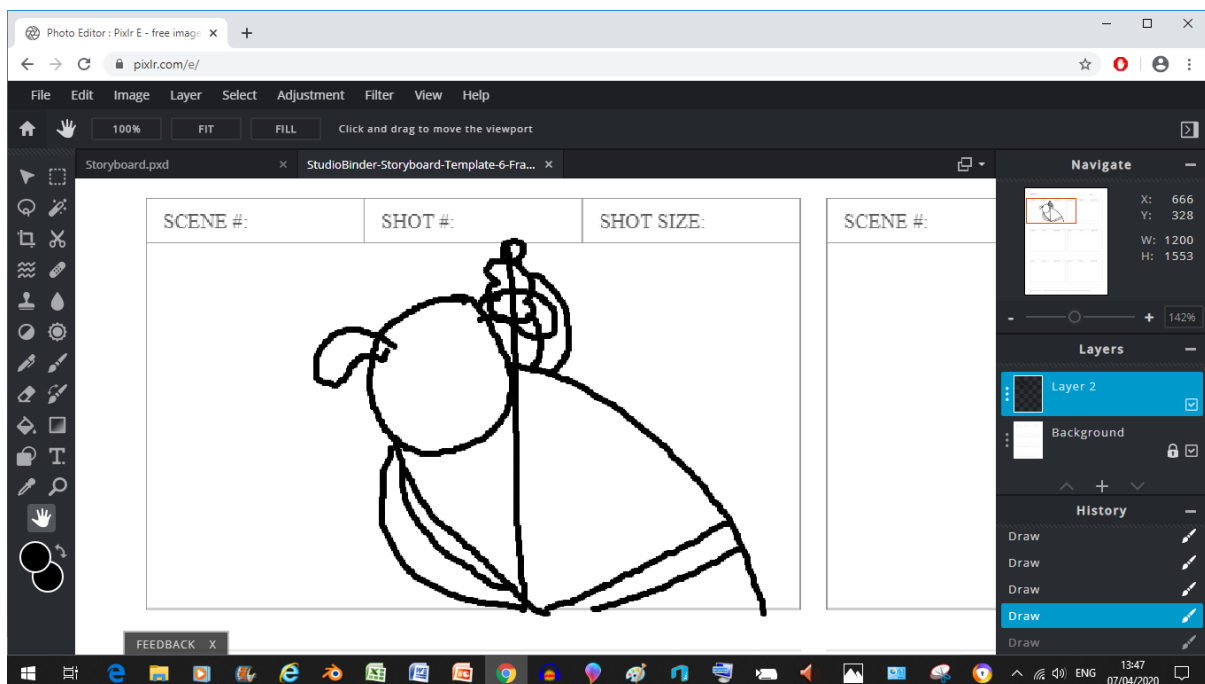 Photo Editor : Pixlr E - free image
pixlr.com/e/
File Edit Image Layer Select Adjustment Filter View Help
100% FIT FILL Click and drag to move the viewport
Storyboard.pxd StudioBinder-Storyboard-Template-6-Fra...
Navigate
X: 666
Y: 328
W: 1200
H: 1553
- + 142%
Layers
Layer 2
Background
History
Draw
Draw
Draw
Draw
Draw
SCENE #: SHOT #: SHOT SIZE: SCENE #:
FEEDBACK X
ENG
13:47
07/04/2020